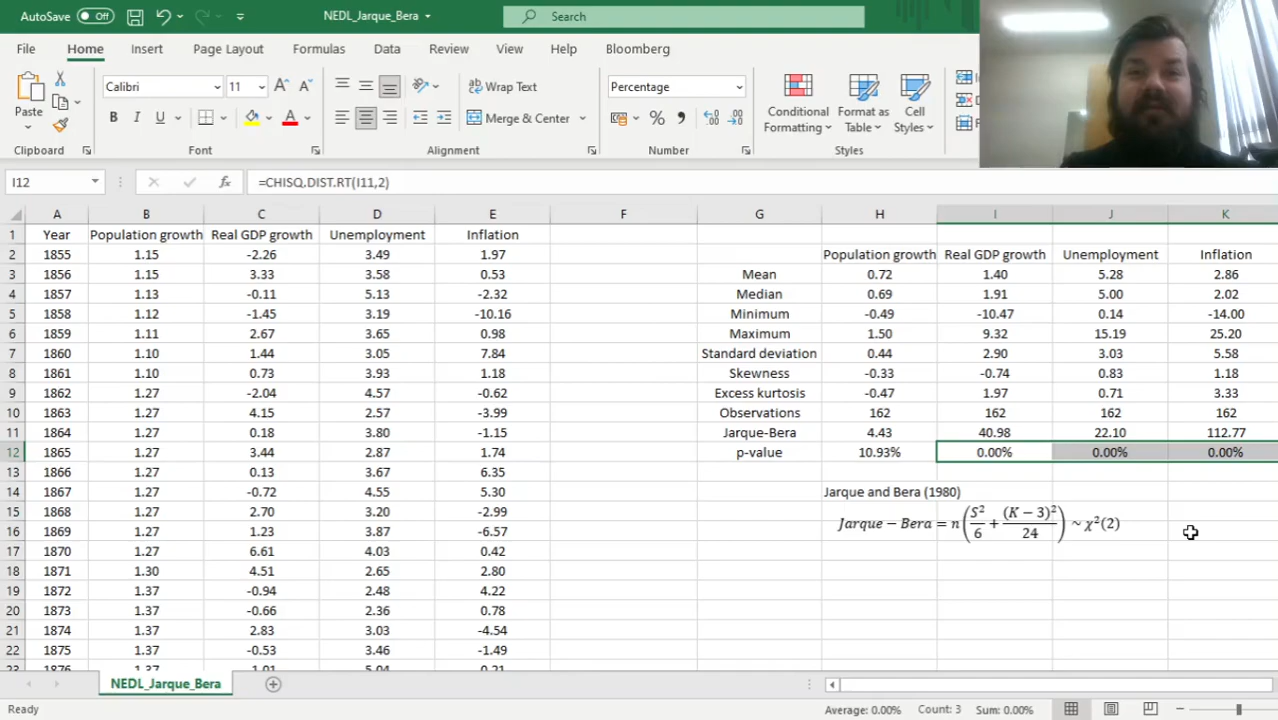 AutoSave Off NEDL_Jarque_Bera Search
File Home Insert Page Layout Formulas Data Review View Help Bloomberg
Paste Calibri 11 Wrap Text Percentage Conditional Formatting Format as Table Cell Styles
B I U A Merge & Center % ,
Clipboard Font Alignment Number Styles
I12 =CHISQ.DIST.RT(I11,2)
A B C D E F G H I J K
1 Year Population growth Real GDP growth Unemployment Inflation
2 1855 1.15 -2.26 3.49 1.97 Population growth Real GDP growth Unemployment Inflation
3 1856 1.15 3.33 3.58 0.53 Mean 0.72 1.40 5.28 2.86
4 1857 1.13 -0.11 5.13 -2.32 Median 0.69 1.91 5.00 2.02
5 1858 1.12 -1.45 3.19 -10.16 Minimum -0.49 -10.47 0.14 -14.00
6 1859 1.11 2.67 3.65 0.98 Maximum 1.50 9.32 15.19 25.20
7 1860 1.10 1.44 3.05 7.84 Standard deviation 0.44 2.90 3.03 5.58
8 1861 1.10 0.73 3.93 1.18 Skewness -0.33 -0.74 0.83 1.18
9 1862 1.27 -2.04 4.57 -0.62 Excess kurtosis -0.47 1.97 0.71 3.33
10 1863 1.27 4.15 2.57 -3.99 Observations 162 162 162 162
11 1864 1.27 0.18 3.80 -1.15 Jarque-Bera 4.43 40.98 22.10 112.77
12 1865 1.27 3.44 2.87 1.74 p-value 10.93% 0.00% 0.00% 0.00%
13 1866 1.27 0.13 3.67 6.35
14 1867 1.27 -0.72 4.55 5.30 Jarque and Bera (1980)
15 1868 1.27 2.70 3.20 -2.99
Jarque − Bera = n(S²/6 + (K − 3)²/24) ~ χ²(2)
16 1869 1.27 1.23 3.87 -6.57
17 1870 1.27 6.61 4.03 0.42
18 1871 1.30 4.51 2.65 2.80
19 1872 1.37 -0.94 2.48 4.22
20 1873 1.37 -0.66 2.36 0.78
21 1874 1.37 2.83 3.03 -4.54
22 1875 1.37 -0.53 3.46 -1.49
NEDL_Jarque_Bera
Ready Average: 0.00% Count: 3 Sum: 0.00%